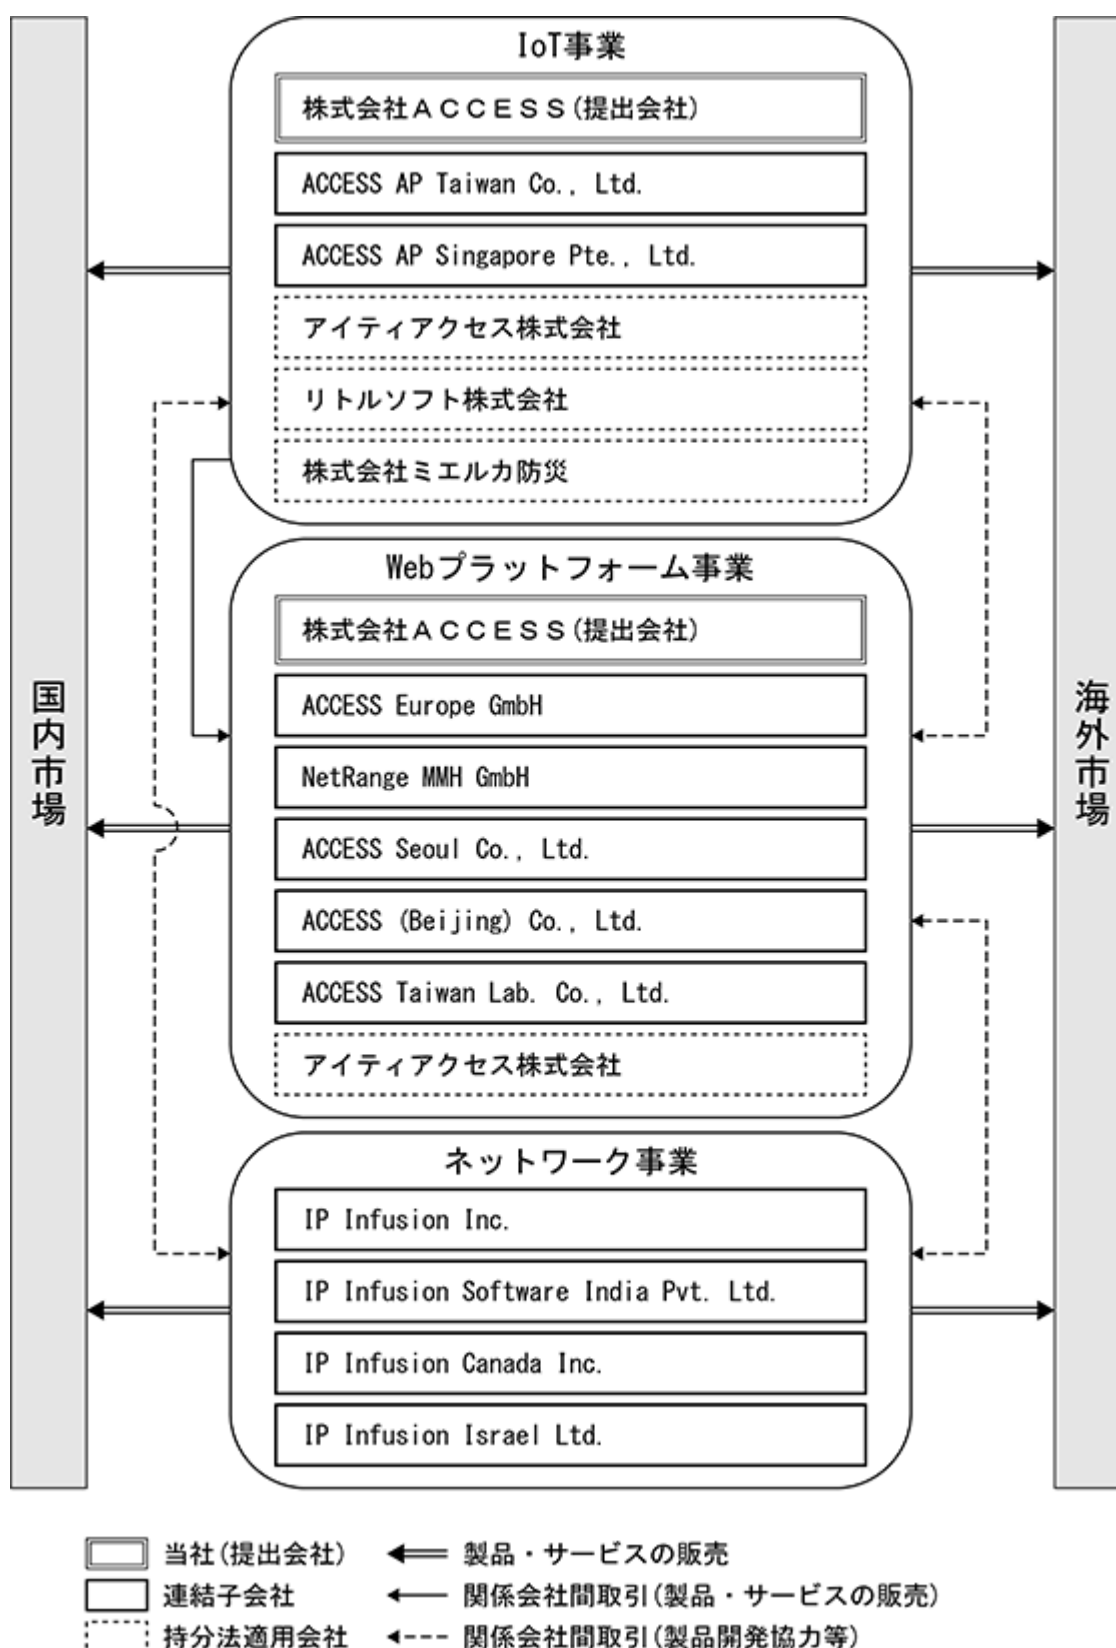 IoT事業
株式会社ACCESS(提出会社)
ACCESS AP Taiwan Co., Ltd.
ACCESS AP Singapore Pte., Ltd.
アイティアクセス株式会社
リトルソフト株式会社
株式会社ミエルカ防災
Webプラットフォーム事業
株式会社ACCESS(提出会社)
ACCESS Europe GmbH
NetRange MMH GmbH
ACCESS Seoul Co., Ltd.
ACCESS (Beijing) Co., Ltd.
ACCESS Taiwan Lab. Co., Ltd.
アイティアクセス株式会社
ネットワーク事業
IP Infusion Inc.
IP Infusion Software India Pvt. Ltd.
IP Infusion Canada Inc.
IP Infusion Israel Ltd.
国内市場
海外市場
当社(提出会社)
製品・サービスの販売
連結子会社
関係会社間取引(製品・サービスの販売)
持分法適用会社
関係会社間取引(製品開発協力等)